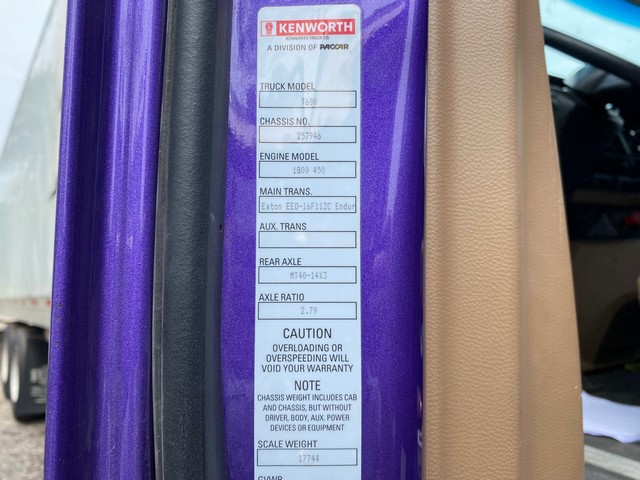 KENWORTH
KENWORTH TRUCK CO.
A DIVISION OF PACCAR
TRUCK MODEL
T680
CHASSIS NO.
257946
ENGINE MODEL
1800 450
MAIN TRANS.
Eaton EEO-16F112C Endur
AUX. TRANS
REAR AXLE
MT40-14X3
AXLE RATIO
2.79
CAUTION
OVERLOADING OR
OVERSPEEDING WILL
VOID YOUR WARRANTY
NOTE
CHASSIS WEIGHT INCLUDES CAB
AND CHASSIS, BUT WITHOUT
DRIVER, BODY, AUX. POWER
DEVICES OR EQUIPMENT
SCALE WEIGHT
17744
GVWR